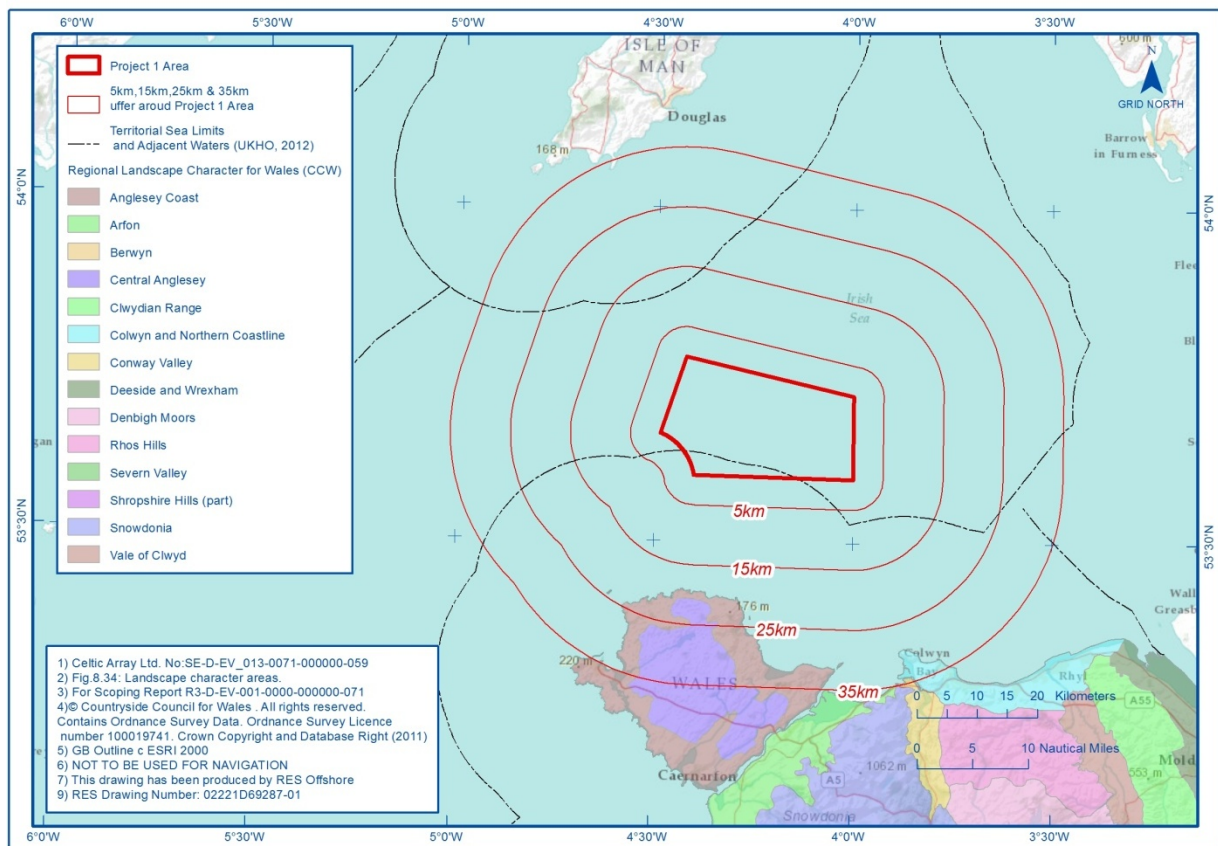 6°0'W
5°30'W
5°0'W
4°30'W
4°0'W
3°30'W
Project 1 Area
5km,15km,25km & 35km
uffer aroud Project 1 Area
Territorial Sea Limits
and Adjacent Waters (UKHO, 2012)
Regional Landscape Character for Wales (CCW)
Anglesey Coast
Arfon
Berwyn
Central Anglesey
Clwydian Range
Colwyn and Northern Coastline
Conway Valley
Deeside and Wrexham
Denbigh Moors
Rhos Hills
Severn Valley
Shropshire Hills (part)
Snowdonia
Vale of Clwyd
ISLE OF
MAN
Douglas
168 m
600 m
N
GRID NORTH
Barrow
in Furness
54°0'N
54°0'N
Flee
Bl
Irish
Sea
gan
53°30'N
53°30'N
5km
15km
25km
35km
176 m
220 m
WALES
Colwyn
Bay
Rhyl
Wall
Greasb
A55
0 5 10 15 20 Kilometers
0 5 10 Nautical Miles
Caernarfon
A5
1062 m
Snowdonia
553 m
Mold
1) Celtic Array Ltd. No:SE-D-EV_013-0071-000000-059
2) Fig.8.34: Landscape character areas.
3) For Scoping Report R3-D-EV-001-0000-000000-071
4)© Countryside Council for Wales . All rights reserved.
Contains Ordnance Survey Data. Ordnance Survey Licence
number 100019741. Crown Copyright and Database Right (2011)
5) GB Outline c ESRI 2000
6) NOT TO BE USED FOR NAVIGATION
7) This drawing has been produced by RES Offshore
9) RES Drawing Number: 02221D69287-01
6°0'W
5°30'W
5°0'W
4°30'W
4°0'W
3°30'W